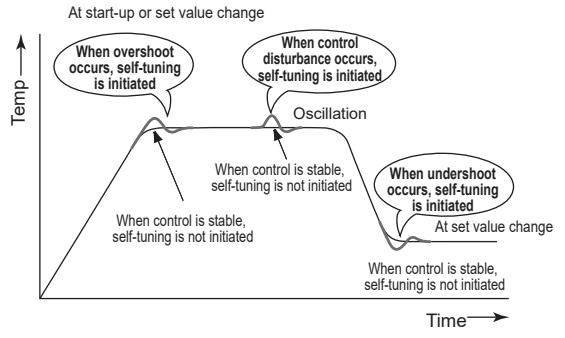 At start-up or set value change
When overshoot
occurs, self-tuning
is initiated
When control
disturbance occurs,
self-tuning is initiated
Temp
Oscillation
When control is stable,
self-tuning is not initiated
When control is stable,
self-tuning is not initiated
When undershoot
occurs, self-tuning
is initiated
At set value change
When control is stable,
self-tuning is not initiated
Time